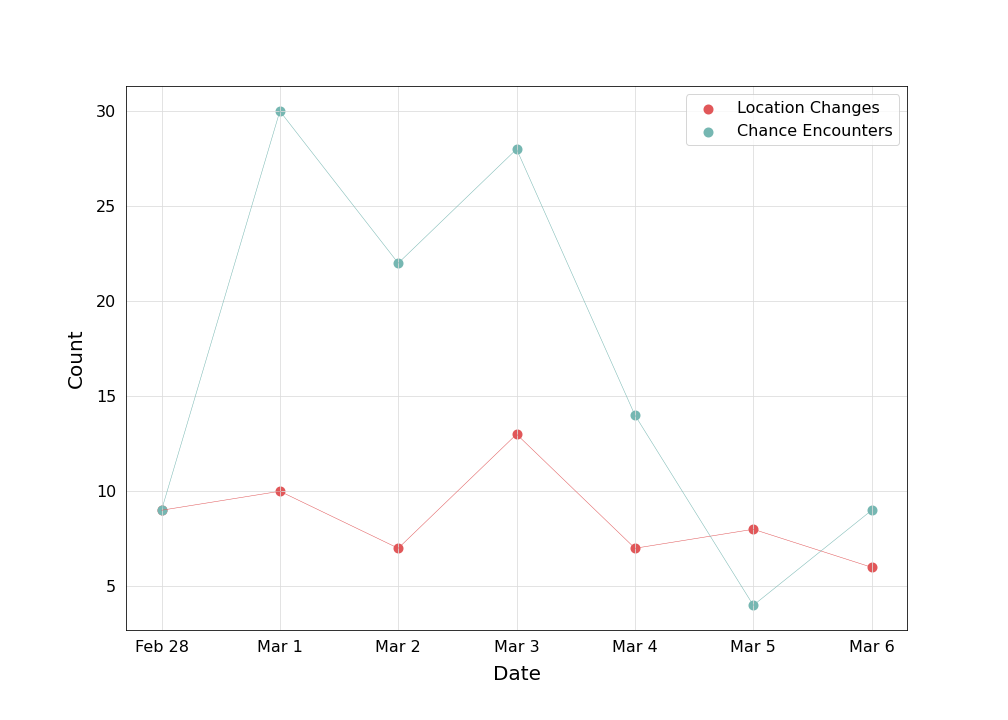 Location Changes
Chance Encounters
30
25
20
15
10
5
Count
Feb 28 Mar 1 Mar 2 Mar 3 Mar 4 Mar 5 Mar 6
Date